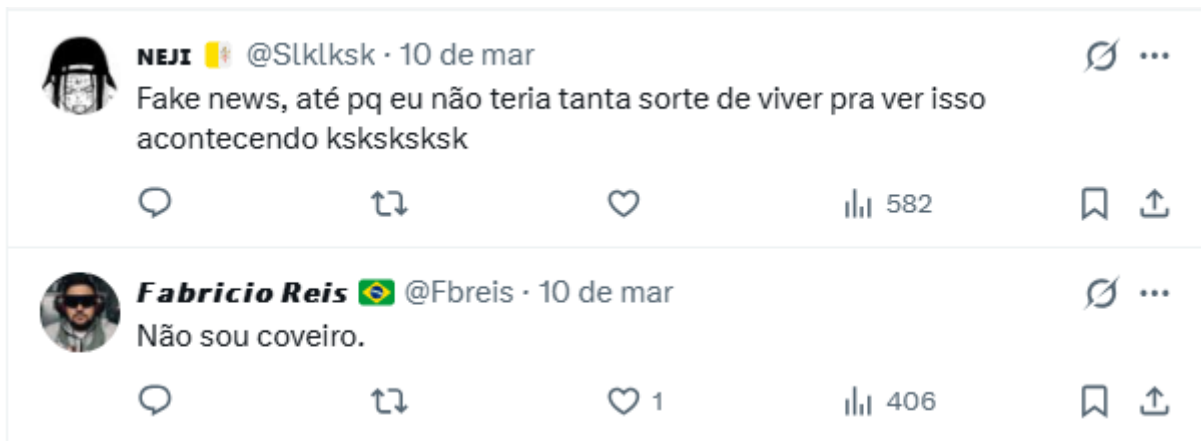 NEJI 🇻🇦 @Slklksk · 10 de mar
Fake news, até pq eu não teria tanta sorte de viver pra ver isso
acontecendo ksksksksk
582
Fabricio Reis 🇧🇷 @Fbreis · 10 de mar
Não sou coveiro.
1 406